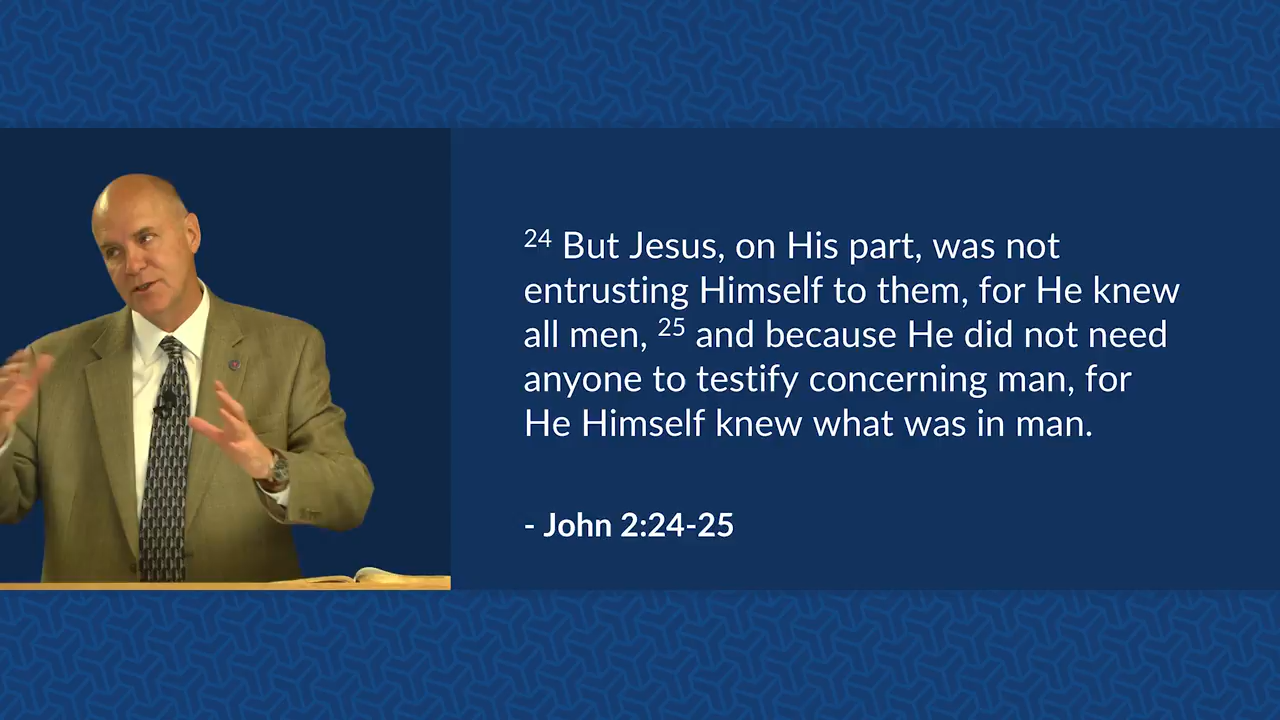 24 But Jesus, on His part, was not
entrusting Himself to them, for He knew
all men, 25 and because He did not need
anyone to testify concerning man, for
He Himself knew what was in man.
- John 2:24-25